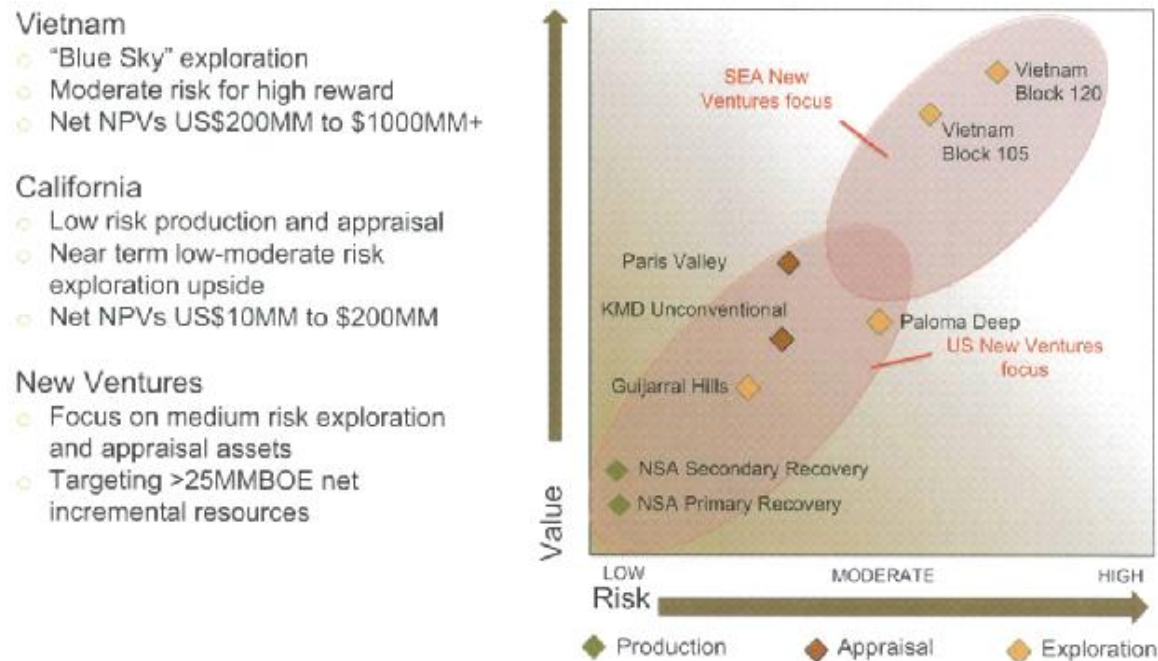 Vietnam
"Blue Sky" exploration
Moderate risk for high reward
Net NPVs US$200MM to $1000MM+
California
Low risk production and appraisal
Near term low-moderate risk
exploration upside
Net NPVs US$10MM to $200MM
New Ventures
Focus on medium risk exploration
and appraisal assets
Targeting >25MMBOE net
incremental resources
Value
SEA New
Ventures focus
Vietnam
Block 120
Vietnam
Block 105
Paris Valley
KMD Unconventional
Paloma Deep
US New Ventures
focus
Guijarral Hills
NSA Secondary Recovery
NSA Primary Recovery
LOW
MODERATE
HIGH
Risk
Production
Appraisal
Exploration